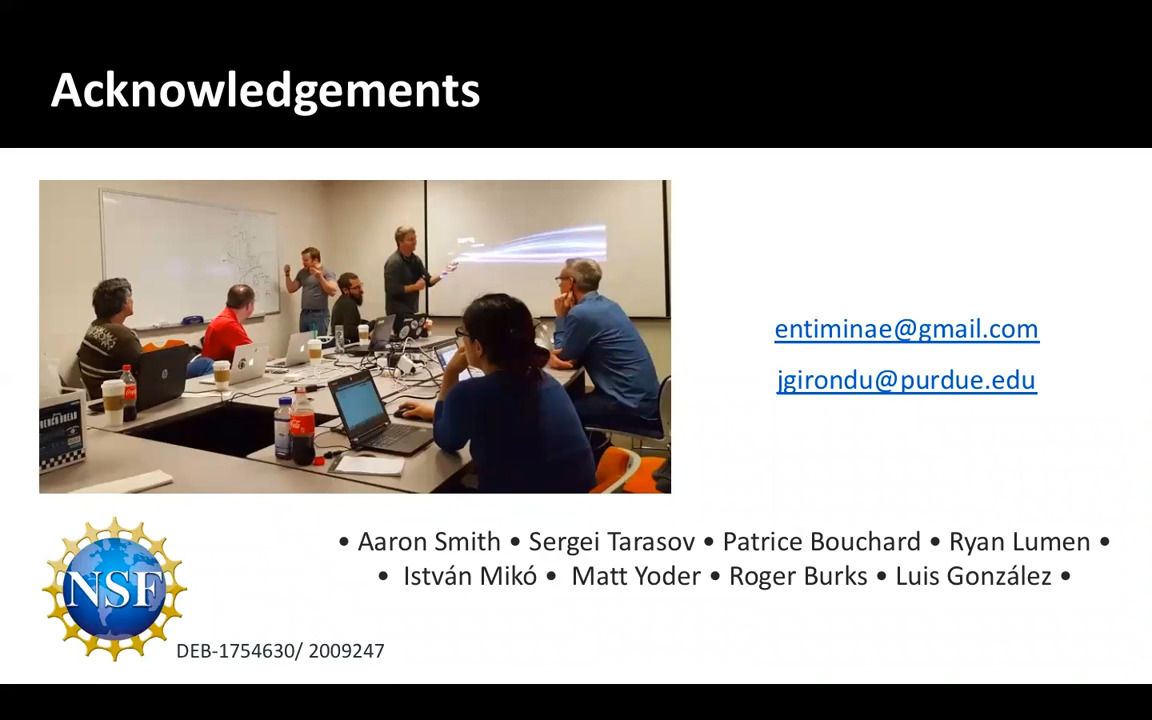 Acknowledgements
entiminae@gmail.com
jgirondu@purdue.edu
• Aaron Smith • Sergei Tarasov • Patrice Bouchard • Ryan Lumen •
• István Mikó • Matt Yoder • Roger Burks • Luis González •
NSF
DEB-1754630/ 2009247